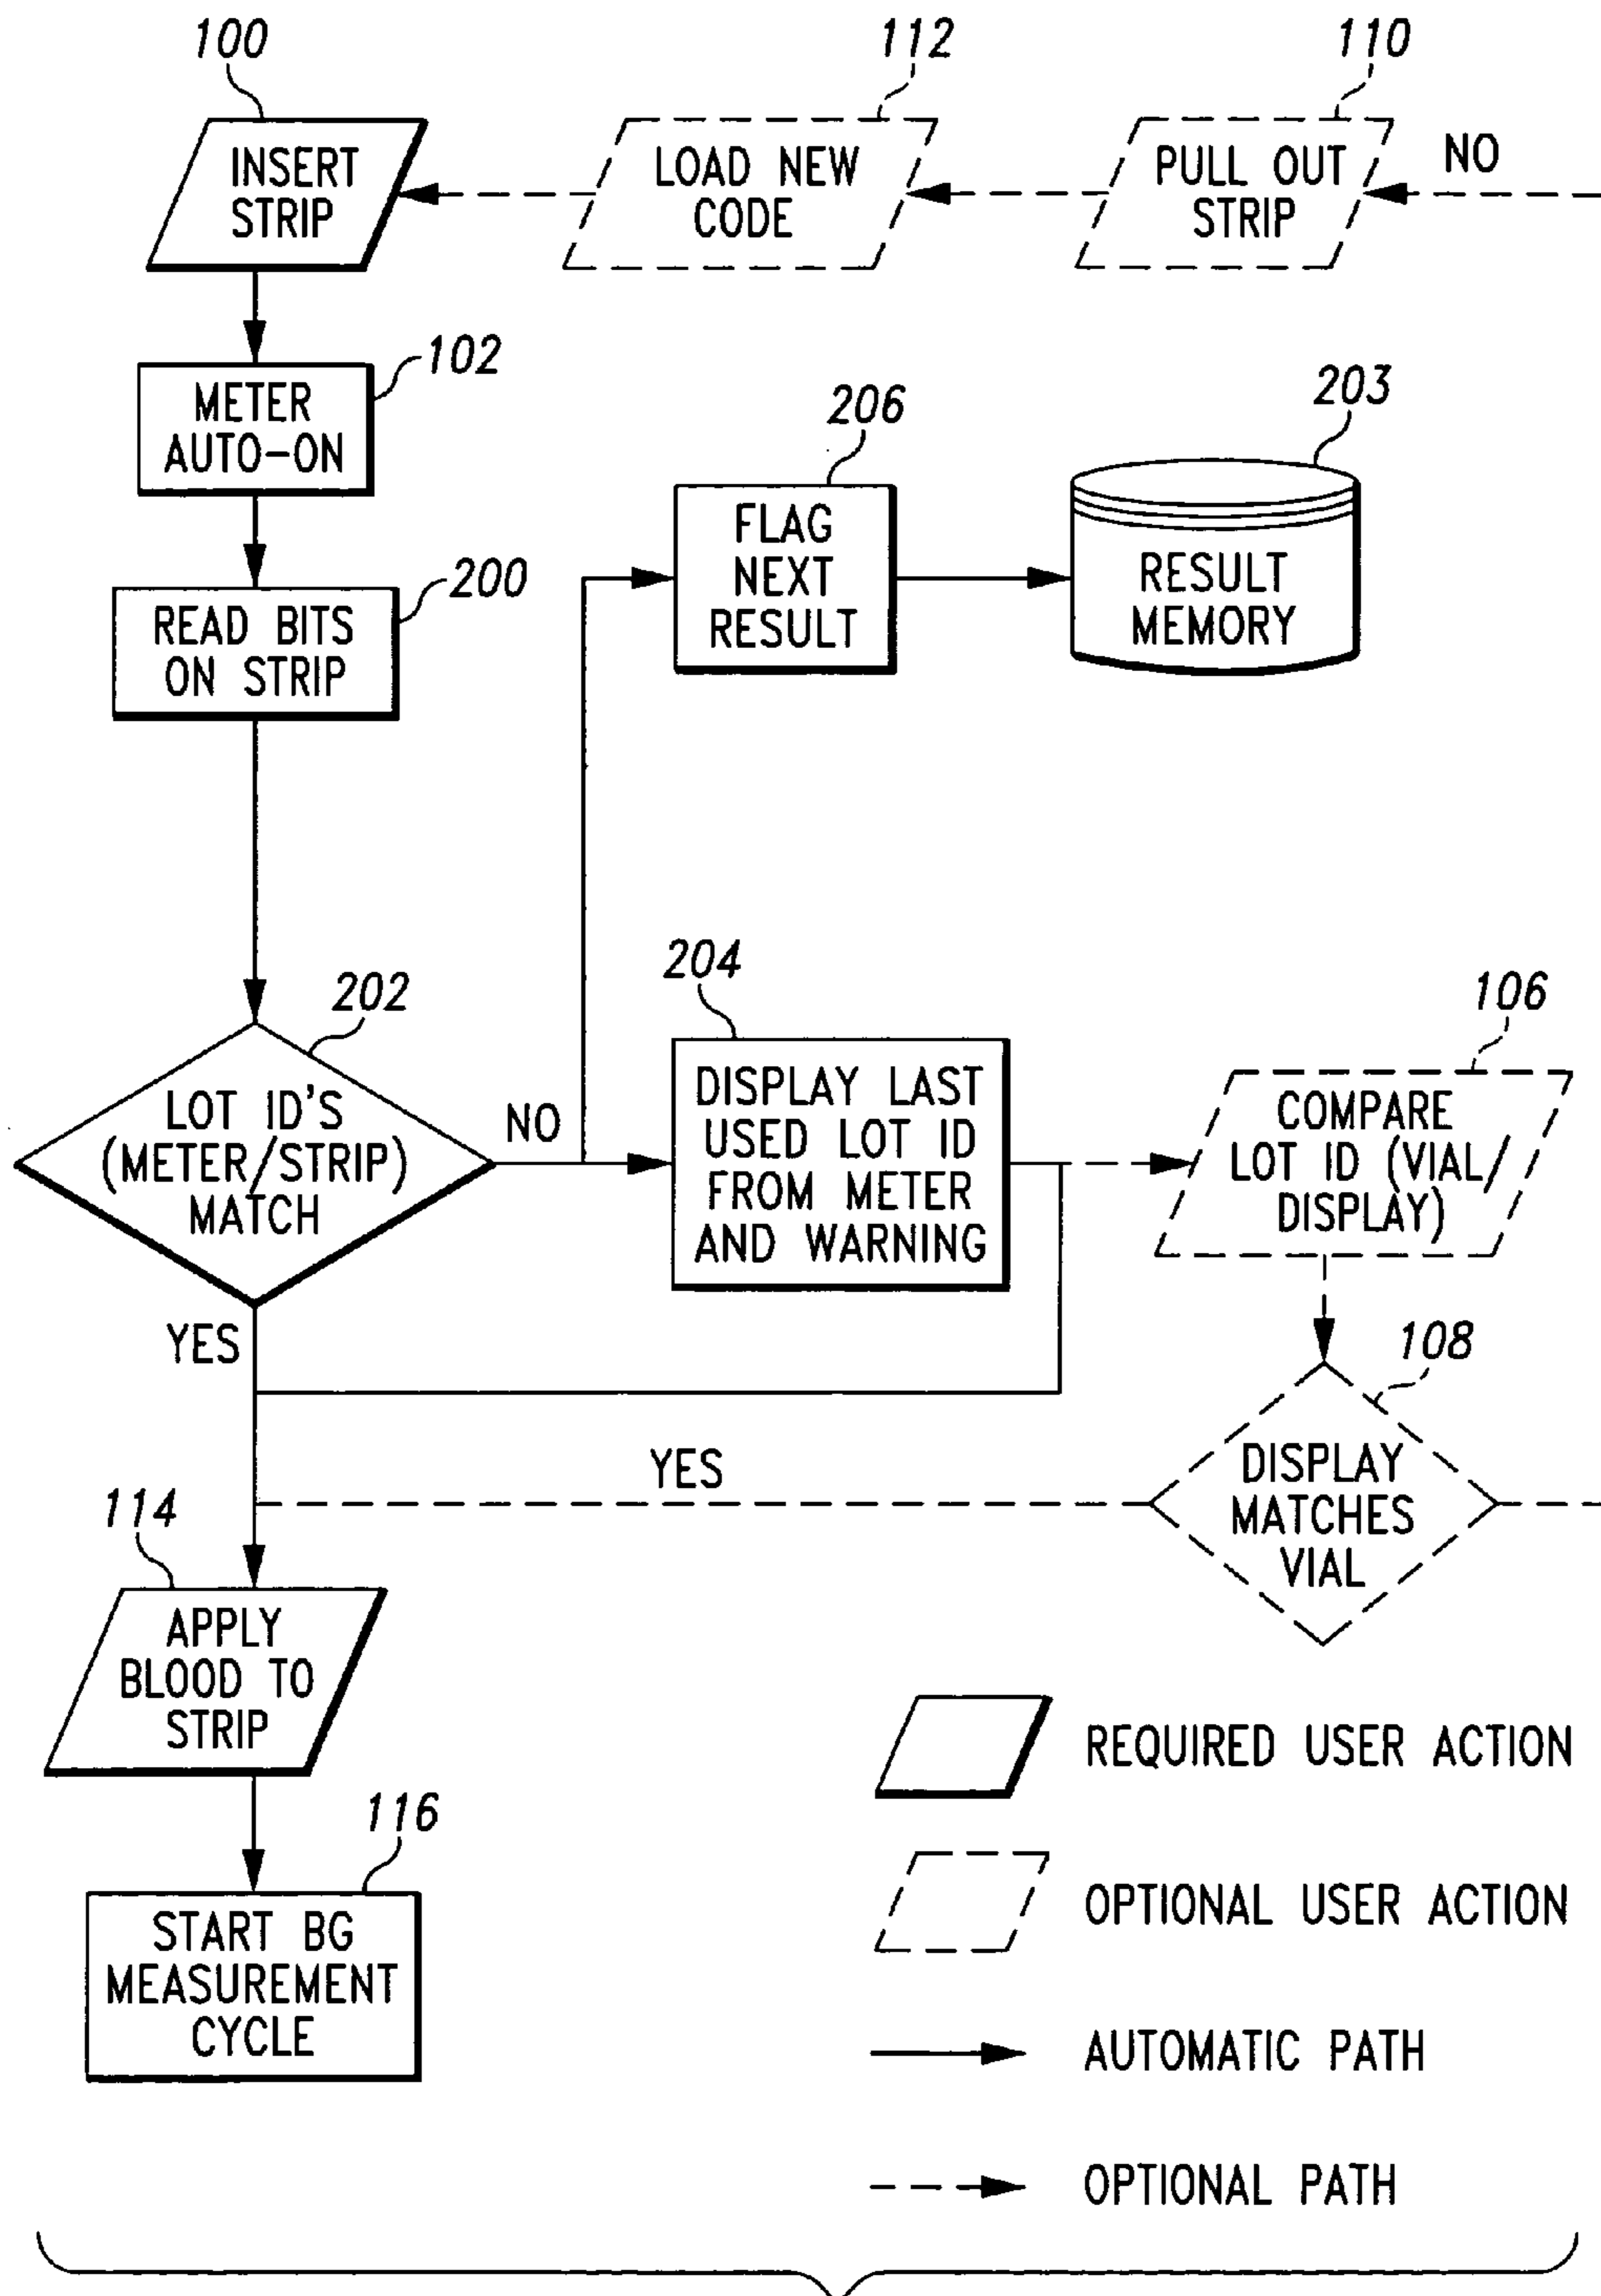 100
112
110
INSERT
STRIP
LOAD NEW
CODE
PULL OUT
STRIP
NO
102
METER
AUTO-ON
206
203
FLAG
NEXT
RESULT
RESULT
MEMORY
200
READ BITS
ON STRIP
202
204
106
LOT ID'S
(METER/STRIP)
MATCH
NO
DISPLAY LAST
USED LOT ID
FROM METER
AND WARNING
COMPARE
LOT ID (VIAL/
DISPLAY)
YES
108
YES
DISPLAY
MATCHES
VIAL
114
APPLY
BLOOD TO
STRIP
116
START BG
MEASUREMENT
CYCLE
REQUIRED USER ACTION
OPTIONAL USER ACTION
AUTOMATIC PATH
OPTIONAL PATH